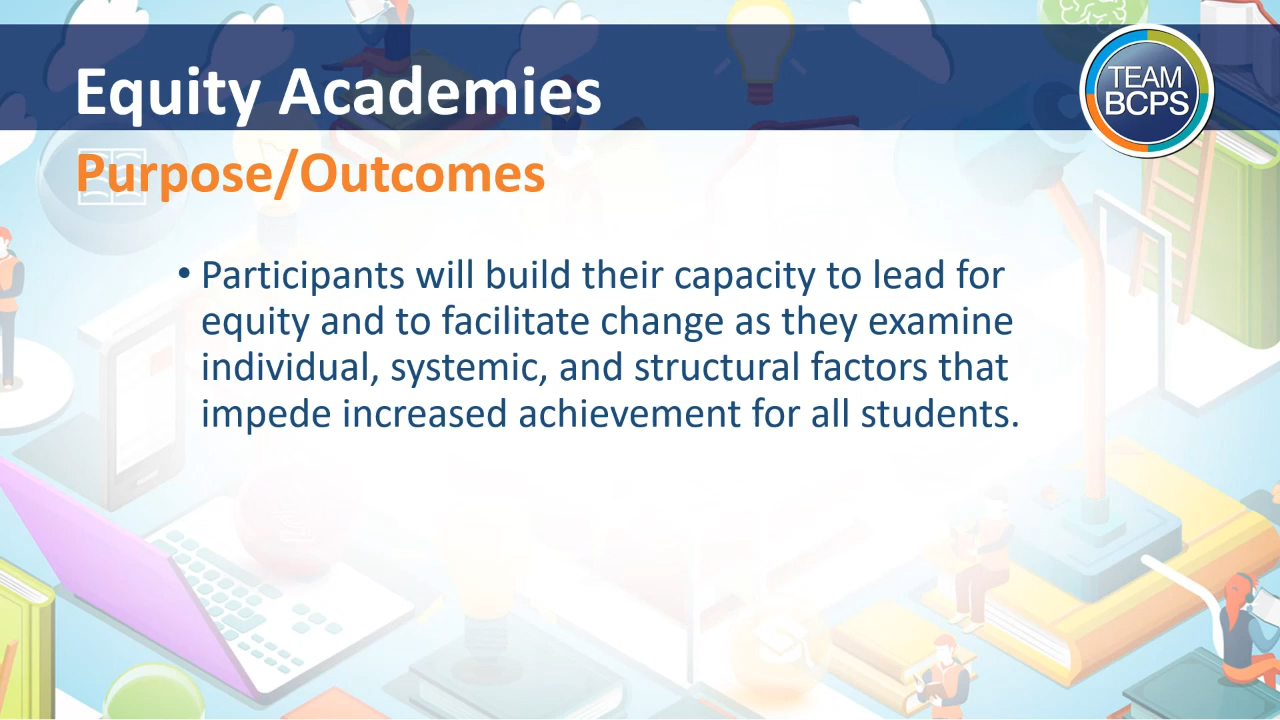 Equity Academies
TEAM
BCPS
Purpose/Outcomes
• Participants will build their capacity to lead for
equity and to facilitate change as they examine
individual, systemic, and structural factors that
impede increased achievement for all students.